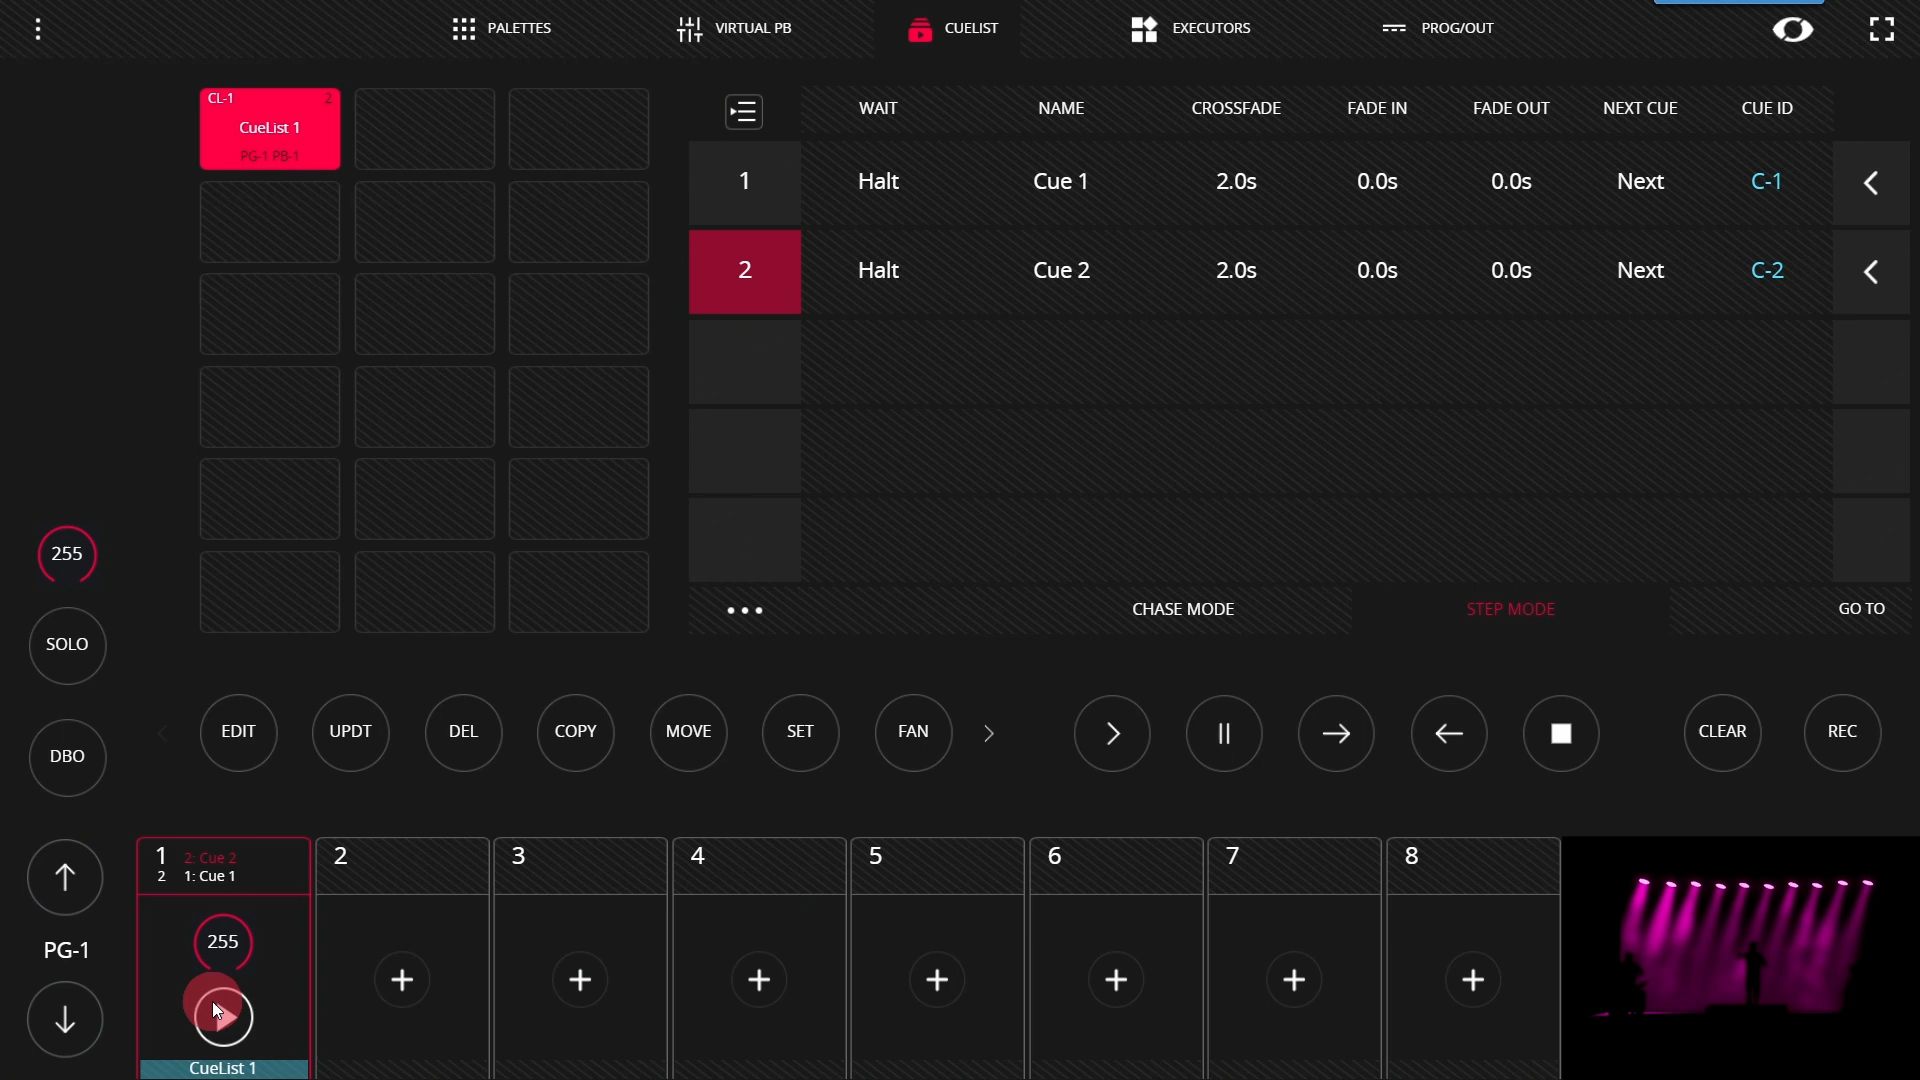 PALETTES
VIRTUAL PB
CUELIST
EXECUTORS
PROG/OUT
CL-1 2
CueList 1
PG-1 PB-1
WAIT NAME CROSSFADE FADE IN FADE OUT NEXT CUE CUE ID
1 Halt Cue 1 2.0s 0.0s 0.0s Next C-1
2 Halt Cue 2 2.0s 0.0s 0.0s Next C-2
CHASE MODE STEP MODE GO TO
255
SOLO
DBO
EDIT UPDT DEL COPY MOVE SET FAN CLEAR REC
PG-1
1 2: Cue 2
2 1: Cue 1
255
CueList 1
2 3 4 5 6 7 8